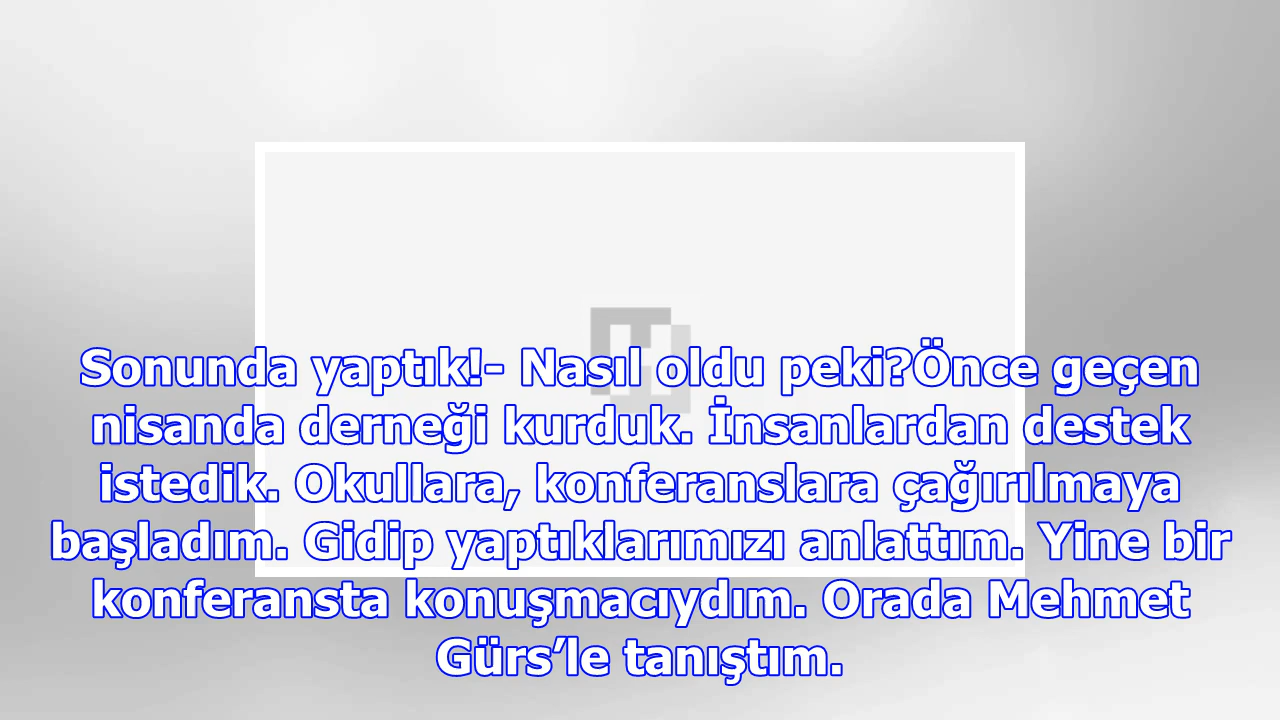 Sonunda yaptık!- Nasıl oldu peki?Önce geçen
nisanda derneği kurduk. İnsanlardan destek
istedik. Okullara, konferanslara çağırılmaya
başladım. Gidip yaptıklarımızı anlattım. Yine bir
konferansta konuşmacıydım. Orada Mehmet
Gürs’le tanıştım.